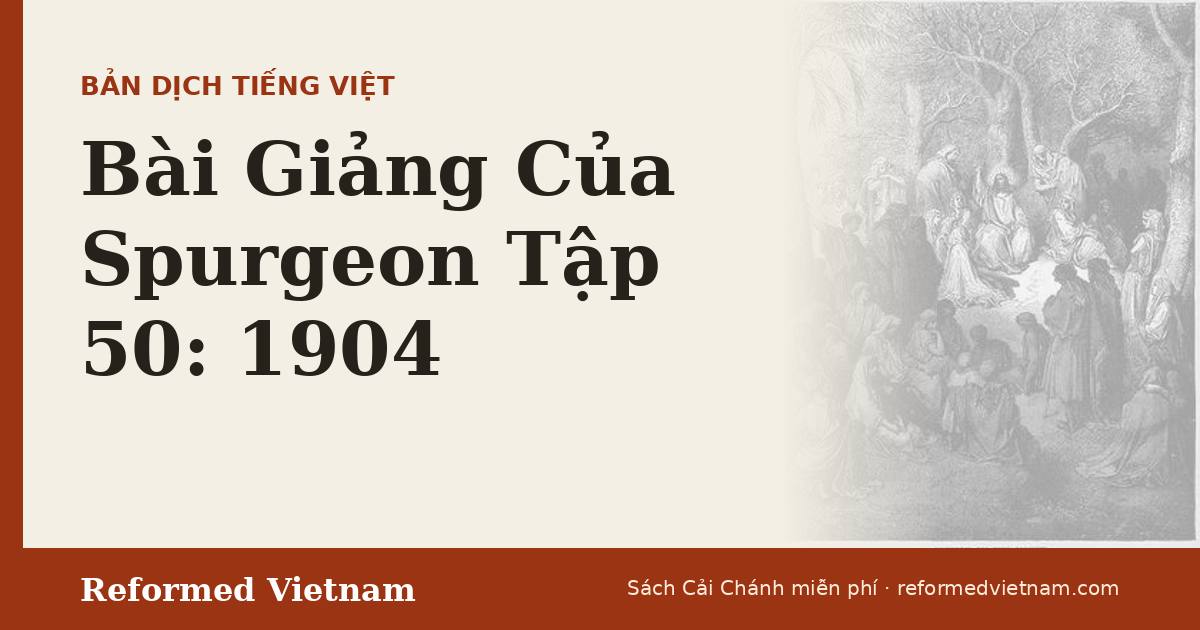 BẢN DỊCH TIẾNG VIỆT
Bài Giảng Của
Spurgeon Tập
50: 1904
Reformed Vietnam
Sách Cải Chánh miễn phí · reformedvietnam.com